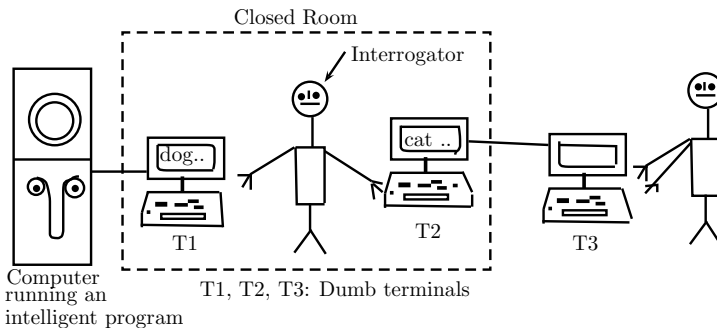 Closed Room
Interrogator
dog..
cat ..
T1
T2
T3
Computer
running an
intelligent program
T1, T2, T3: Dumb terminals